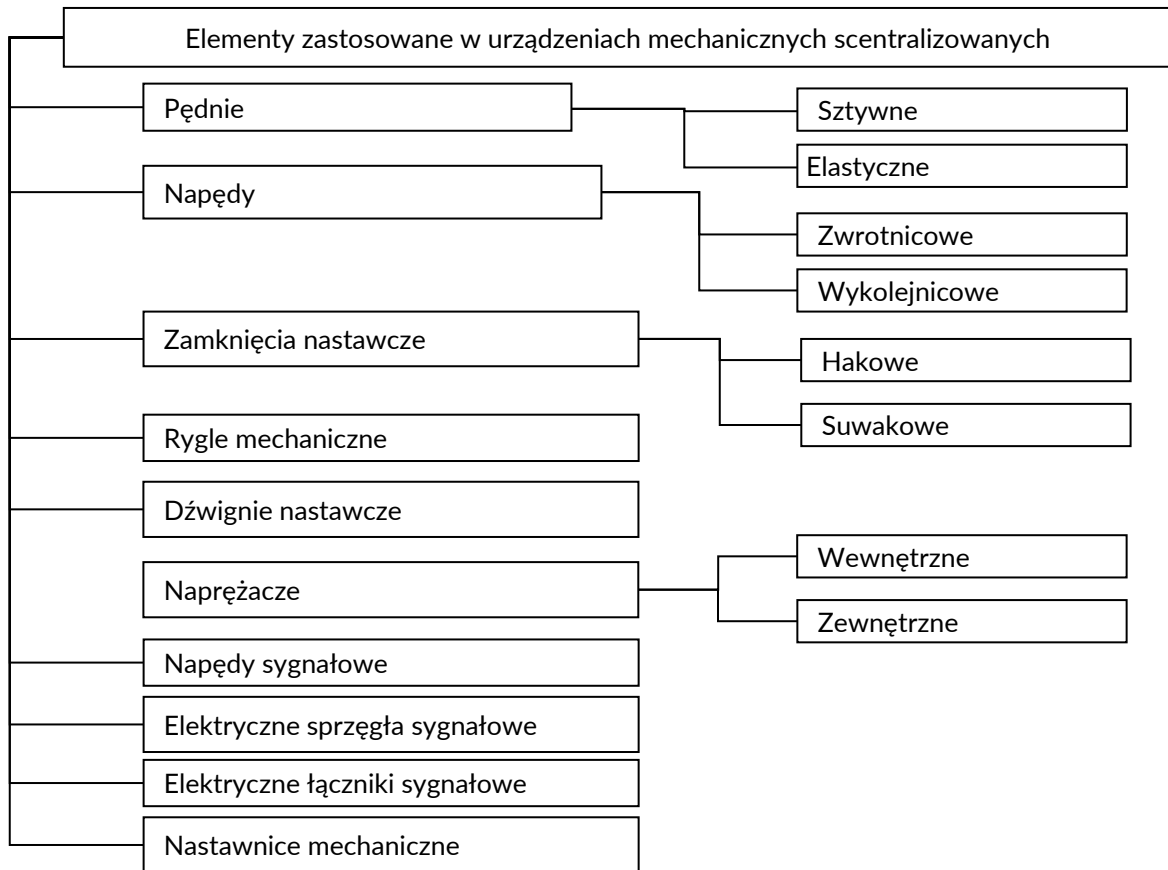 Elementy zastosowane w urządzeniach mechanicznych scentralizowanych
Pędnie
Sztywne
Elastyczne
Napędy
Zwrotnicowe
Wykolejnicowe
Zamknięcia nastawcze
Hakowe
Suwakowe
Rygle mechaniczne
Dźwignie nastawcze
Naprężacze
Wewnętrzne
Zewnętrzne
Napędy sygnałowe
Elektryczne sprzęgła sygnałowe
Elektryczne łączniki sygnałowe
Nastawnice mechaniczne